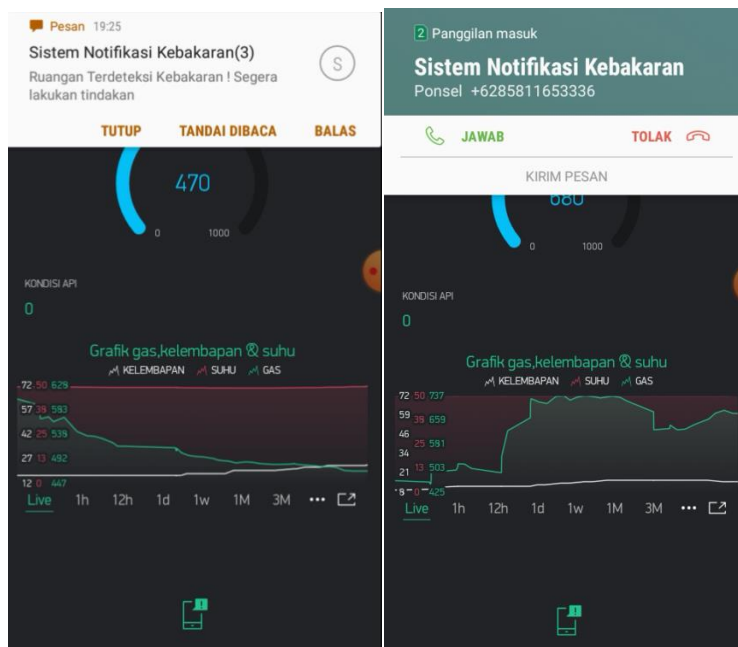 Pesan 19:25
Sistem Notifikasi Kebakaran(3)
Ruangan Terdeteksi Kebakaran ! Segera
lakukan tindakan
S
TUTUP TANDAI DIBACA BALAS
470
0 1000
KONDISI API
0
Grafik gas,kelembapan & suhu
KELEMBAPAN SUHU GAS
72 50 629
57 38 583
42 25 538
27 13 492
12 0 447
Live 1h 12h 1d 1w 1M 3M ...
2 Panggilan masuk
Sistem Notifikasi Kebakaran
Ponsel +6285811653336
JAWAB TOLAK
KIRIM PESAN
680
0 1000
KONDISI API
0
Grafik gas,kelembapan & suhu
KELEMBAPAN SUHU GAS
72 50 737
59 38 659
46 25 581
34 13 503
21
8 0 425
Live 1h 12h 1d 1w 1M 3M ...